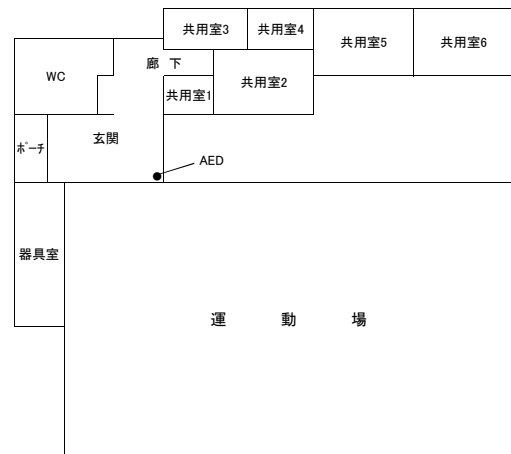 共用室3
共用室4
共用室5
共用室6
WC
廊 下
共用室2
共用室1
ﾎﾟｰﾁ
玄関
AED
器具室
運 動 場